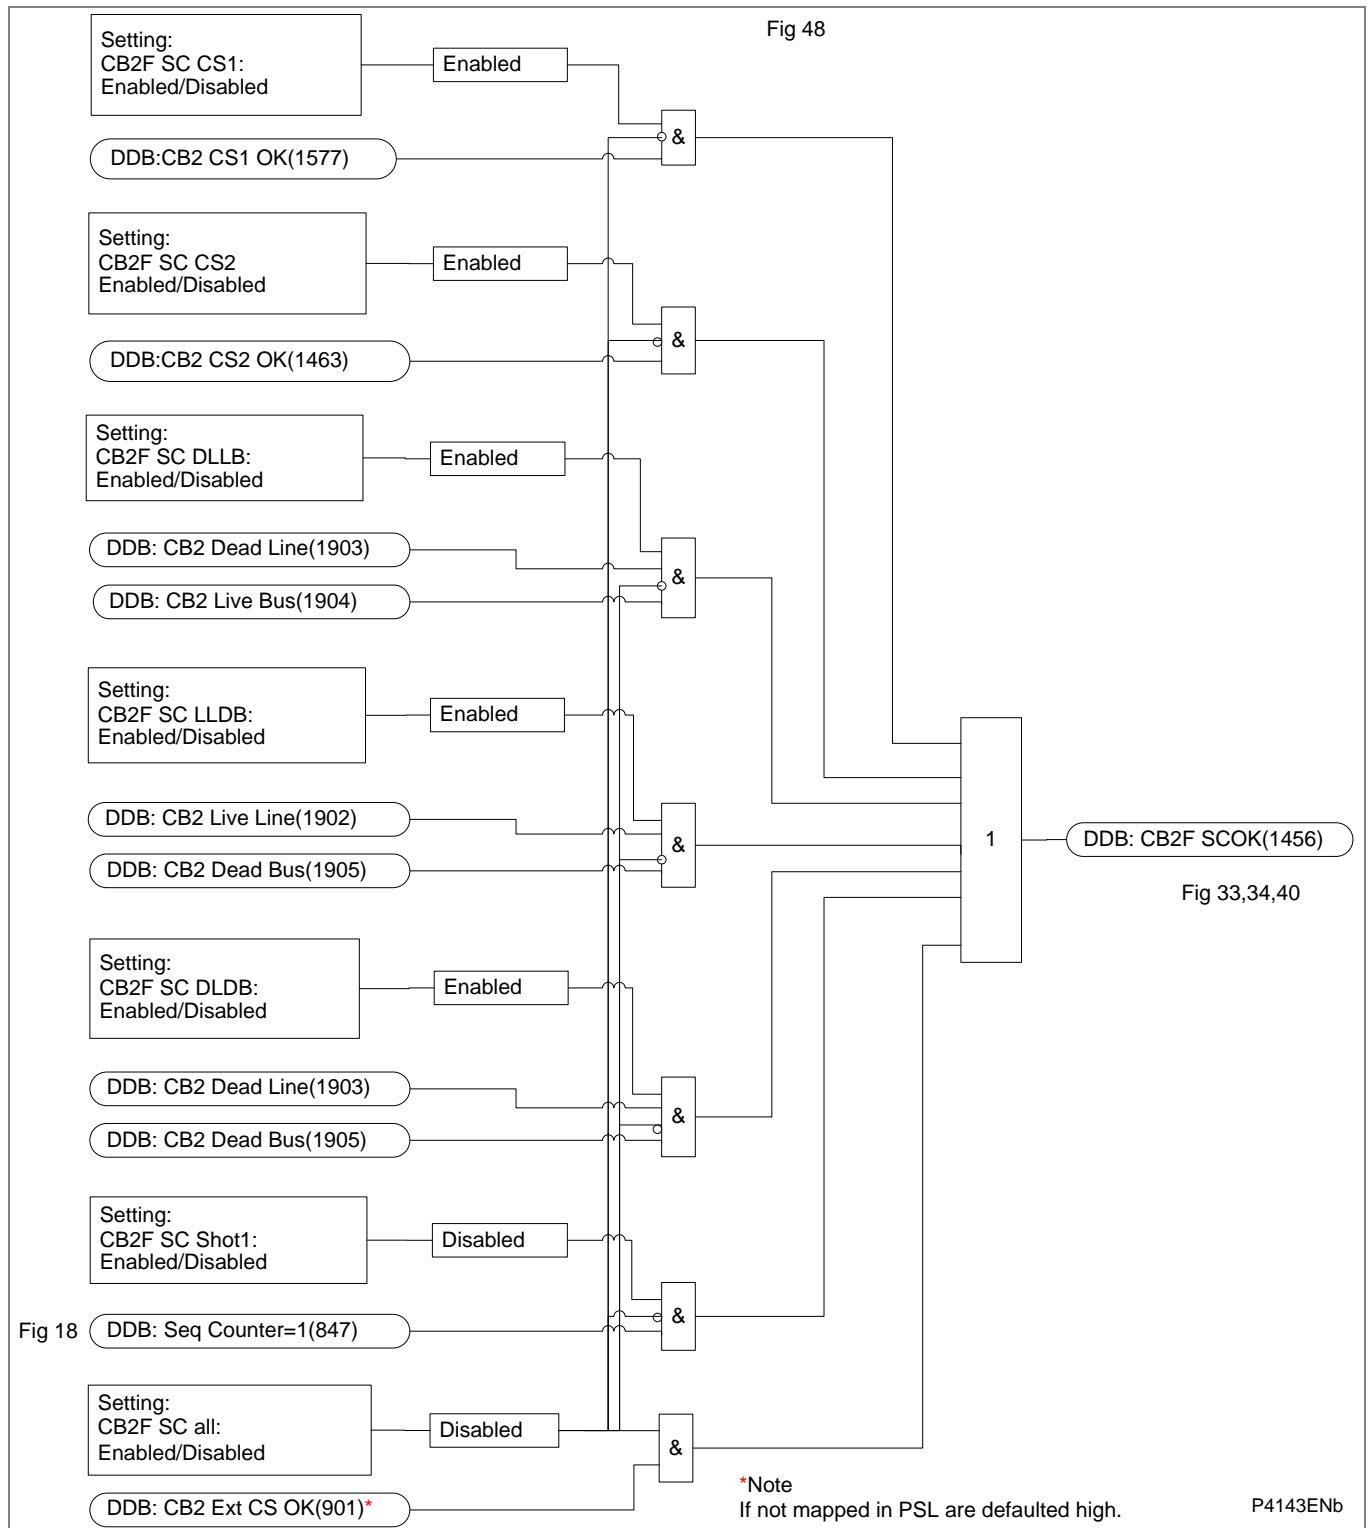 Fig 48
Setting:
CB2F SC CS1:
Enabled/Disabled
Enabled
&
DDB:CB2 CS1 OK(1577)
Setting:
CB2F SC CS2
Enabled/Disabled
Enabled
&
DDB:CB2 CS2 OK(1463)
Setting:
CB2F SC DLLB:
Enabled/Disabled
Enabled
DDB: CB2 Dead Line(1903)
&
DDB: CB2 Live Bus(1904)
Setting:
CB2F SC LLDB:
Enabled/Disabled
Enabled
DDB: CB2 Live Line(1902)
&
DDB: CB2 Dead Bus(1905)
1
DDB: CB2F SCOK(1456)
Fig 33,34,40
Setting:
CB2F SC DLDB:
Enabled/Disabled
Enabled
DDB: CB2 Dead Line(1903)
&
DDB: CB2 Dead Bus(1905)
Setting:
CB2F SC Shot1:
Enabled/Disabled
Disabled
&
Fig 18
DDB: Seq Counter=1(847)
Setting:
CB2F SC all:
Enabled/Disabled
Disabled
&
DDB: CB2 Ext CS OK(901)*
*Note
If not mapped in PSL are defaulted high.
P4143ENb